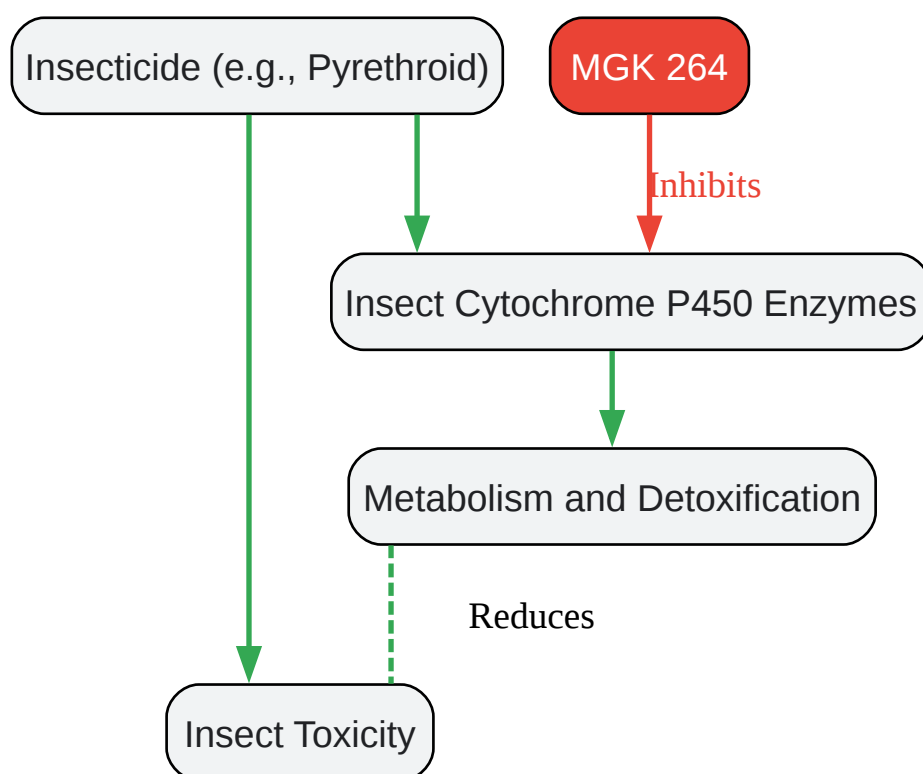 Insecticide (e.g., Pyrethroid)
MGK 264
Inhibits
Insect Cytochrome P450 Enzymes
Metabolism and Detoxification
Reduces
Insect Toxicity